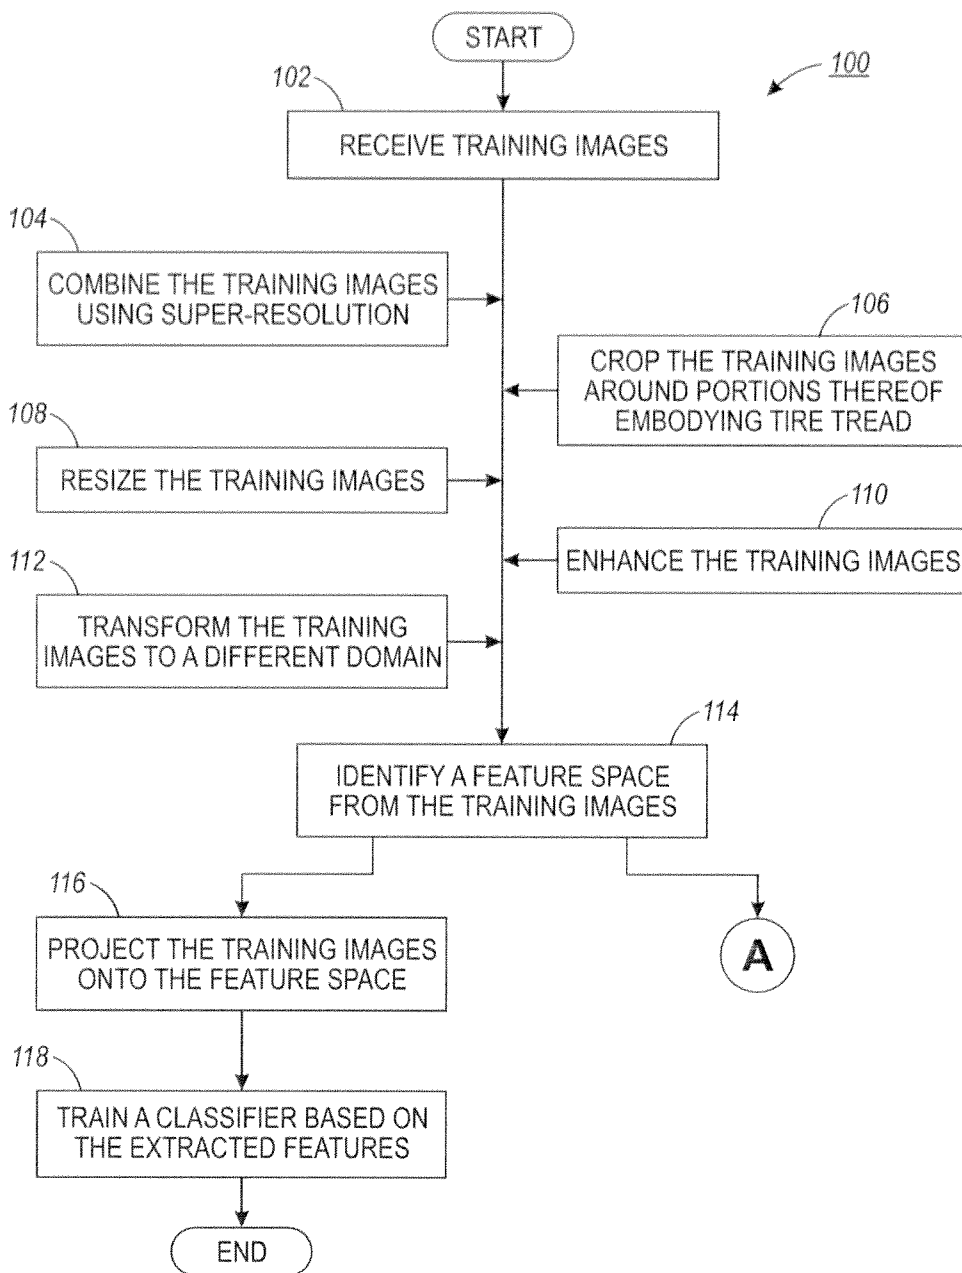 START
100
102
RECEIVE TRAINING IMAGES
104
COMBINE THE TRAINING IMAGES
USING SUPER-RESOLUTION
106
CROP THE TRAINING IMAGES
AROUND PORTIONS THEREOF
EMBODYING TIRE TREAD
108
RESIZE THE TRAINING IMAGES
110
ENHANCE THE TRAINING IMAGES
112
TRANSFORM THE TRAINING
IMAGES TO A DIFFERENT DOMAIN
114
IDENTIFY A FEATURE SPACE
FROM THE TRAINING IMAGES
116
PROJECT THE TRAINING IMAGES
ONTO THE FEATURE SPACE
A
118
TRAIN A CLASSIFIER BASED ON
THE EXTRACTED FEATURES
END